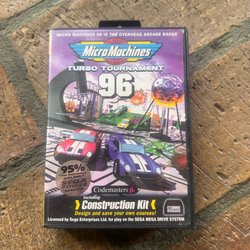 MICRO MACHINES 96 IS THE OVERHEAD ARCADE RACER
Micro Machines
TURBO TOURNAMENT
96
95%
Codemasters
Including
Construction Kit
Design and save your own courses!
Licensed by Sega Enterprises Ltd. for play on the SEGA MEGA DRIVE SYSTEM